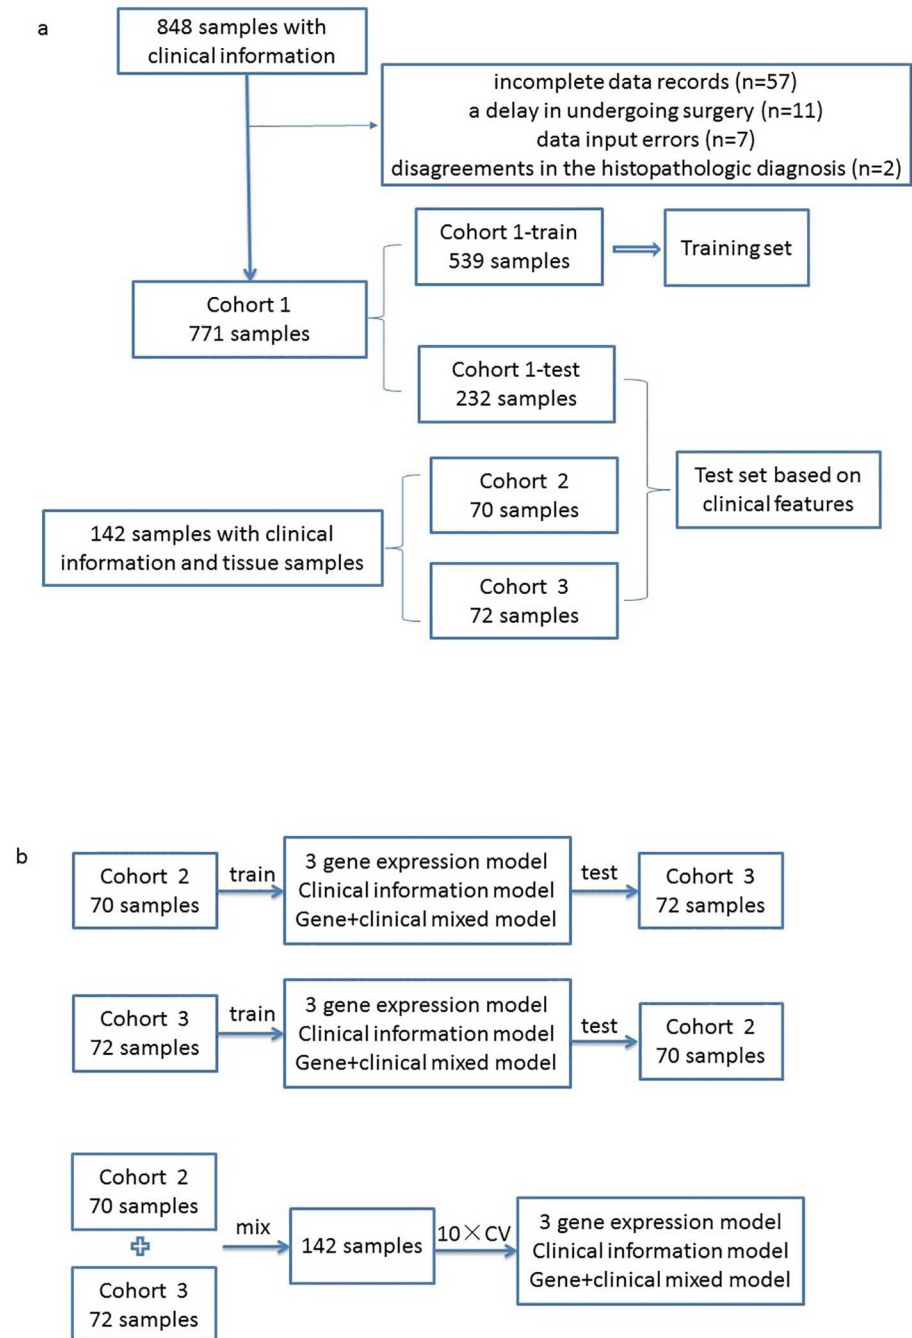 a
848 samples with
clinical information
incomplete data records (n=57)
a delay in undergoing surgery (n=11)
data input errors (n=7)
disagreements in the histopathologic diagnosis (n=2)
Cohort 1-train
539 samples
Training set
Cohort 1
771 samples
Cohort 1-test
232 samples
Cohort 2
70 samples
Test set based on
clinical features
142 samples with clinical
information and tissue samples
Cohort 3
72 samples
b
Cohort 2
70 samples
train
3 gene expression model
Clinical information model
Gene+clinical mixed model
test
Cohort 3
72 samples
Cohort 3
72 samples
train
3 gene expression model
Clinical information model
Gene+clinical mixed model
test
Cohort 2
70 samples
Cohort 2
70 samples
Cohort 3
72 samples
mix
142 samples
10×CV
3 gene expression model
Clinical information model
Gene+clinical mixed model